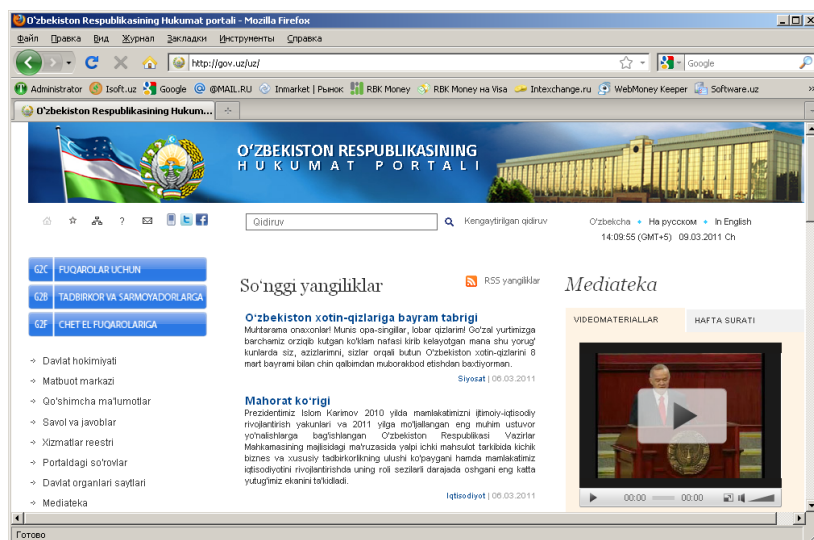 O'zbekiston Respublikasining Hukumat portali - Mozilla Firefox
Файл Правка Вид Журнал Закладки Инструменты Справка
http://gov.uz/uz/
Google
Administrator Isoft.uz Google @MAIL.RU Inmarket | Рынок RBK Money RBK Money на Visa Intexchange.ru WebMoney Keeper Software.uz
O'zbekiston Respublikasining Hukum...
O'ZBEKISTON RESPUBLIKASINING
HUKUMAT PORTALI
Qidiruv
Kengaytirilgan qidiruv
O'zbekcha На русском In English
14:09:55 (GMT+5) 09.03.2011 Ch
G2C FUQAROLAR UCHUN
G2B TADBIRKOR VA SARMOYADORLARGA
G2F CHET EL FUQAROLARIGA
Davlat hokimiyati
Matbuot markazi
Qo'shimcha ma'lumotlar
Savol va javoblar
Xizmatlar reestri
Portaldagi so'rovlar
Davlat organlari saytlari
Mediateka
So'nggi yangiliklar
RSS yangiliklar
O'zbekiston xotin-qizlariga bayram tabrigi
Muhtarama onaxonlar! Munis opa-singillar, lobar qizlarim! Go'zal yurtimizga
barchamiz orziqib kutgan ko'klam nafasi kirib kelayotgan mana shu yorug'
kunlarda siz, azizlarimni, sizlar orqali butun O'zbekiston xotin-qizlarini 8
mart bayrami bilan chin qalbimdan muborakbod etishdan baxtiyorman.
Siyosat | 06.03.2011
Mahorat ko'rigi
Prezidentimiz Islom Karimov 2010 yilda mamlakatimizni ijtimoiy-iqtisodiy
rivojlantirish yakunlari va 2011 yilga mo'ljallangan eng muhim ustuvor
yo'nalishlarga bag'ishlangan O'zbekiston Respublikasi Vazirlar
Mahkamasining majlisidagi ma'ruzasida yalpi ichki mahsulot tarkibida kichik
biznes va xususiy tadbirkorlikning ulushi ko'paygani hamda mamlakatimiz
iqtisodiyotini rivojlantirishda uning roli sezilarli darajada oshgani eng katta
yutug'imiz ekanini ta'kidladi.
Iqtisodiyot | 06.03.2011
Mediateka
VIDEOMATERIALLAR
HAFTA SURATI
00:00 00:00
Готово